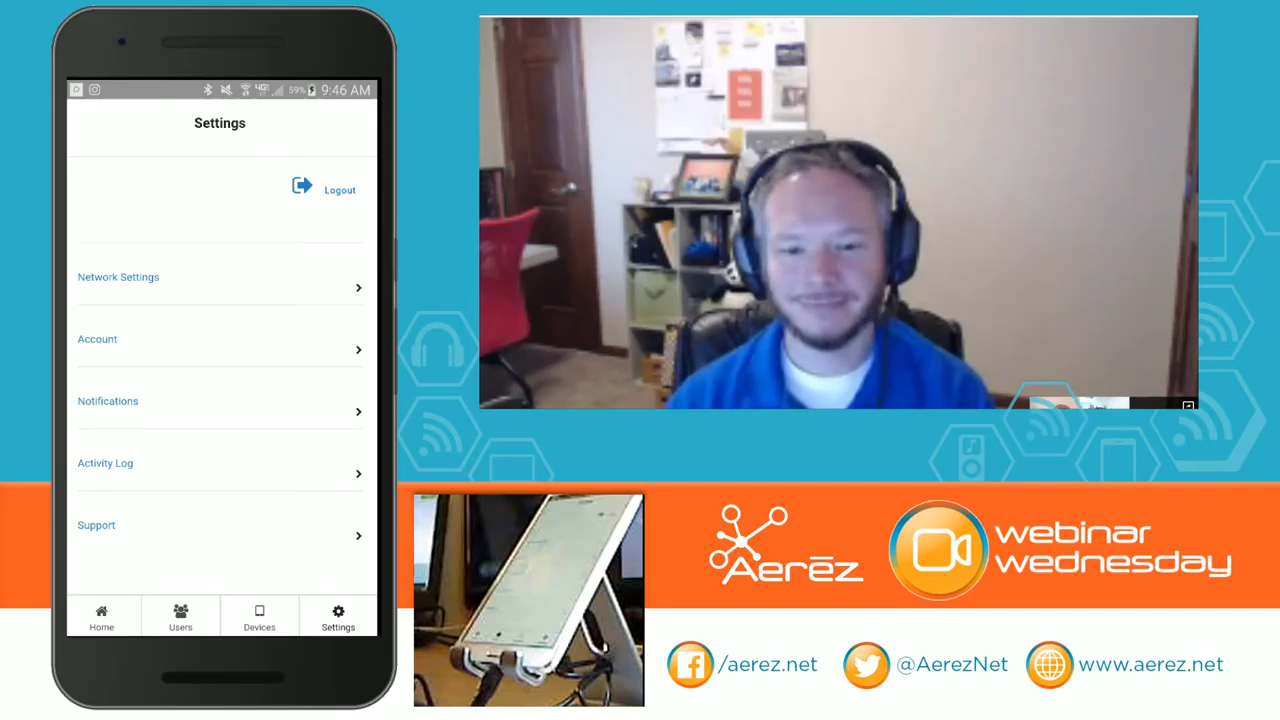 59% 9:46 AM
Settings
Logout
Network Settings
Account
Notifications
Activity Log
Support
Home
Users
Devices
Settings
Aerēz
webinar
wednesday
/aerez.net
@AerezNet
www.aerez.net